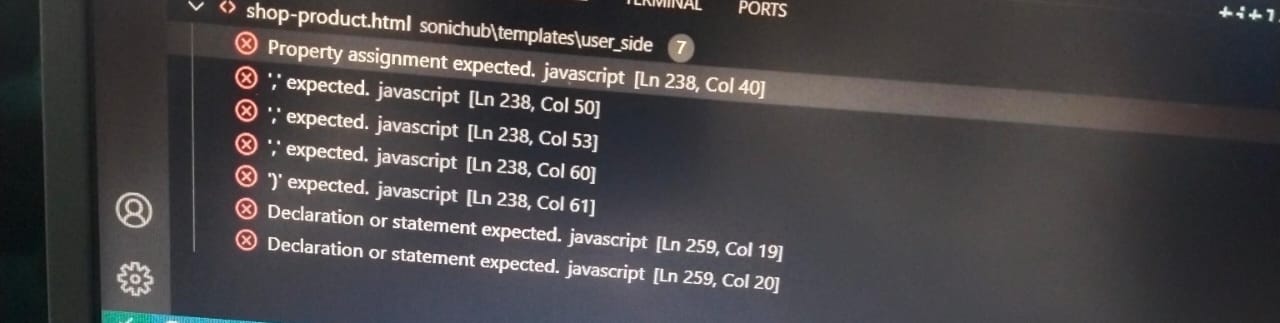 TERMINAL PORTS
shop-product.html sonichub\templates\user_side 7
Property assignment expected. javascript [Ln 238, Col 40]
',' expected. javascript [Ln 238, Col 50]
',' expected. javascript [Ln 238, Col 53]
',' expected. javascript [Ln 238, Col 60]
')' expected. javascript [Ln 238, Col 61]
Declaration or statement expected. javascript [Ln 259, Col 19]
Declaration or statement expected. javascript [Ln 259, Col 20]